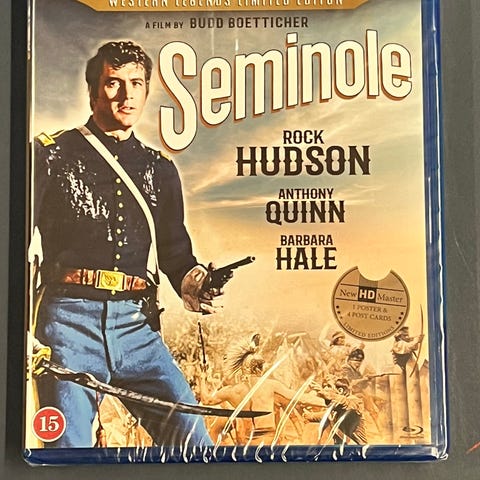 WESTERN LEGENDS LIMITED EDITION
A FILM BY BUDD BOETTICHER
Seminole
ROCK
HUDSON
ANTHONY
QUINN
BARBARA
HALE
New HD Master
1 POSTER &
4 POST CARDS
LIMITED EDITIONS
15